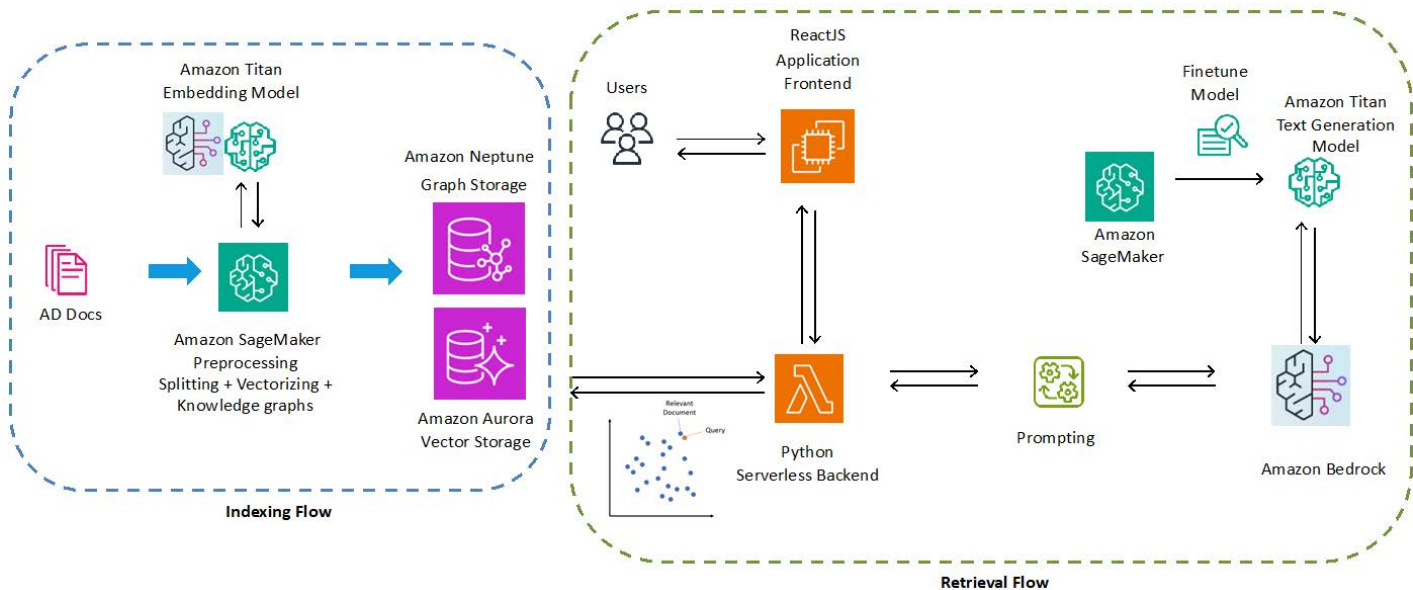 Amazon Titan
Embedding Model
Amazon Neptune
Graph Storage
AD Docs
Amazon SageMaker
Preprocessing
Splitting + Vectorizing +
Knowledge graphs
Amazon Aurora
Vector Storage
Indexing Flow
Users
ReactJS
Application
Frontend
Finetune
Model
Amazon Titan
Text Generation
Model
Amazon
SageMaker
Relevant
Document
Query
Python
Serverless Backend
Prompting
Amazon Bedrock
Retrieval Flow